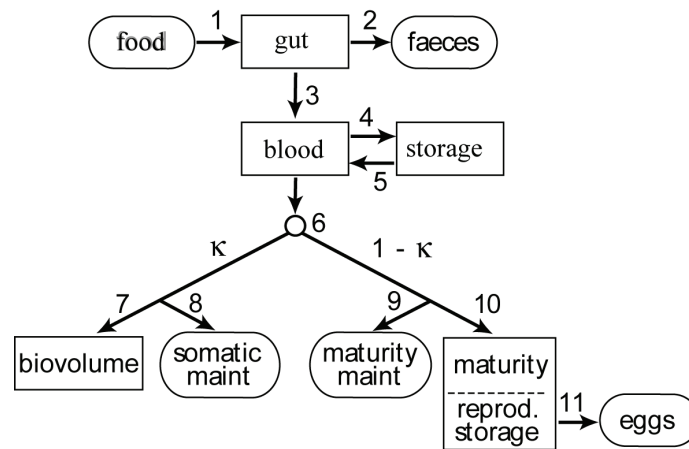 1
2
food
gut
faeces
3
4
blood
storage
5
6
κ
1 - κ
7
8
9
10
biovolume
somatic
maint
maturity
maint
maturity
reprod.
storage
11
eggs